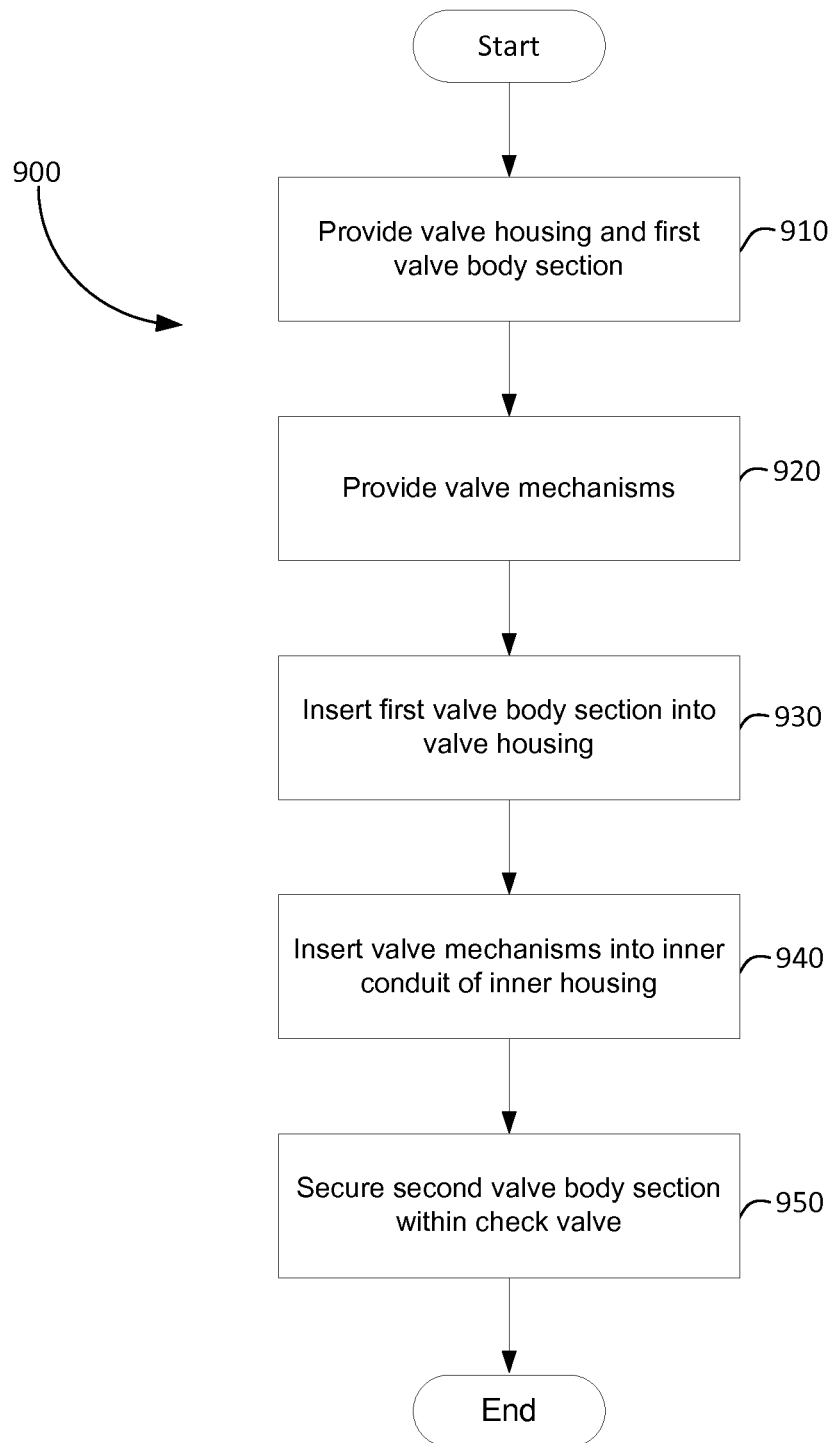 Start
900
Provide valve housing and first
valve body section
910
Provide valve mechanisms
920
Insert first valve body section into
valve housing
930
Insert valve mechanisms into inner
conduit of inner housing
940
Secure second valve body section
within check valve
950
End